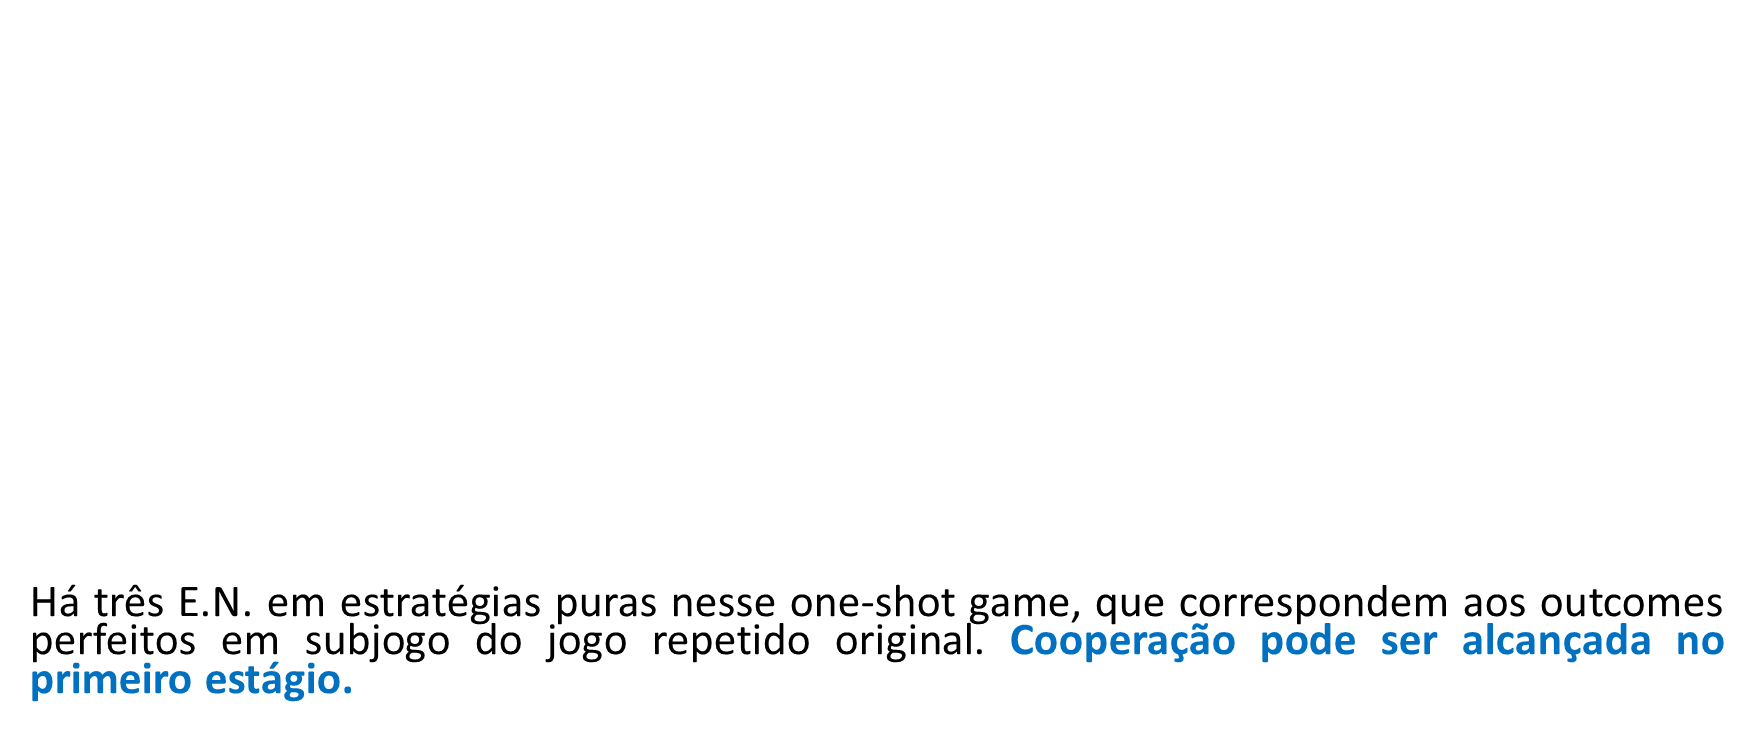 Há três E.N. em estratégias puras nesse one-shot game, que correspondem aos outcomes
perfeitos em subjogo do jogo repetido original. Cooperação pode ser alcançada no
primeiro estágio.